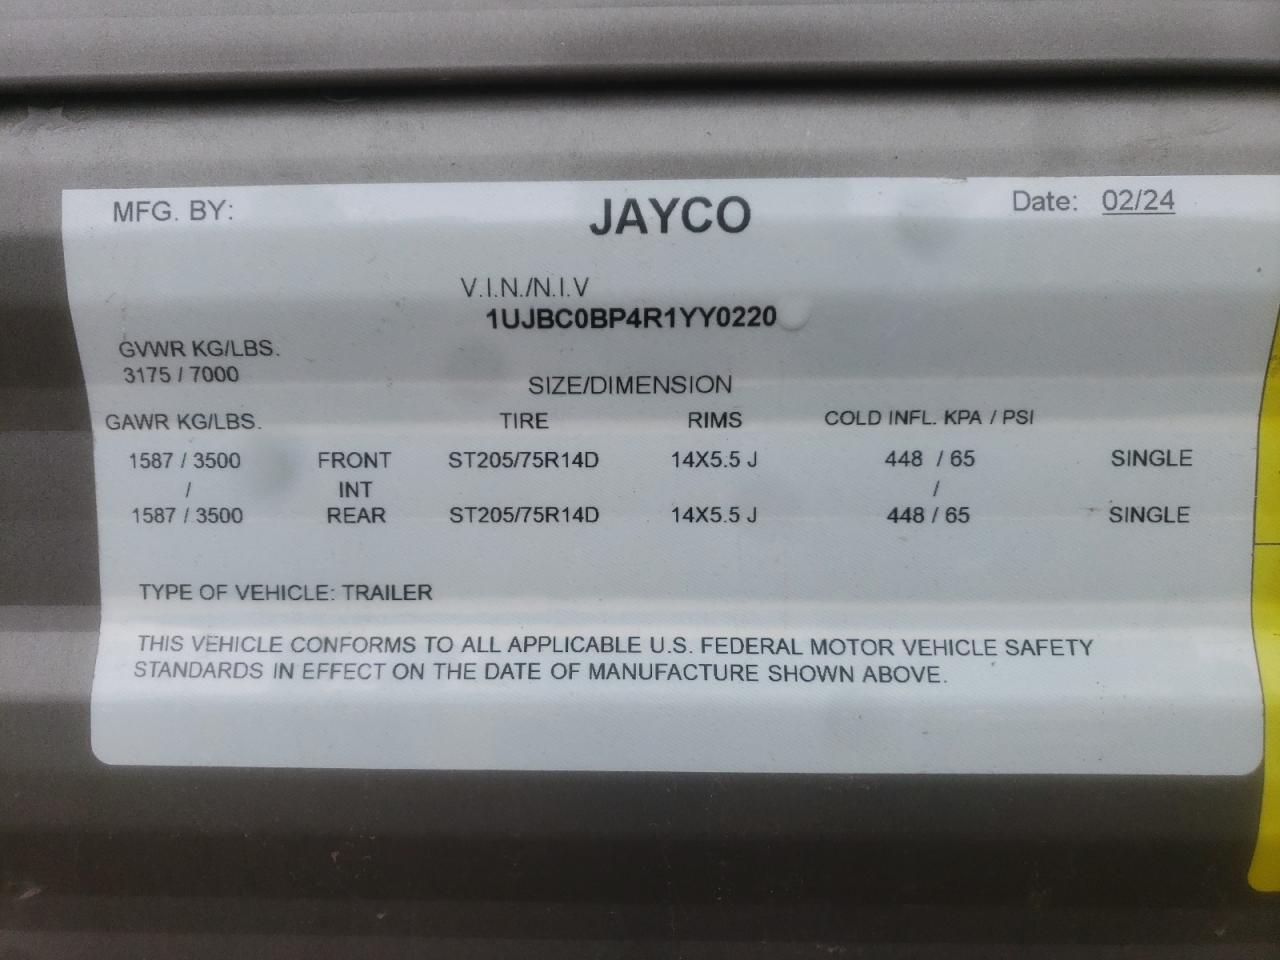 MFG. BY: JAYCO Date: 02/24
V.I.N./N.I.V
1UJBC0BP4R1YY0220
GVWR KG/LBS.
3175 / 7000
SIZE/DIMENSION
GAWR KG/LBS. TIRE RIMS COLD INFL. KPA / PSI
1587 / 3500 FRONT ST205/75R14D 14X5.5 J 448 / 65 SINGLE
/ INT /
1587 / 3500 REAR ST205/75R14D 14X5.5 J 448 / 65 SINGLE
TYPE OF VEHICLE: TRAILER
THIS VEHICLE CONFORMS TO ALL APPLICABLE U.S. FEDERAL MOTOR VEHICLE SAFETY
STANDARDS IN EFFECT ON THE DATE OF MANUFACTURE SHOWN ABOVE.